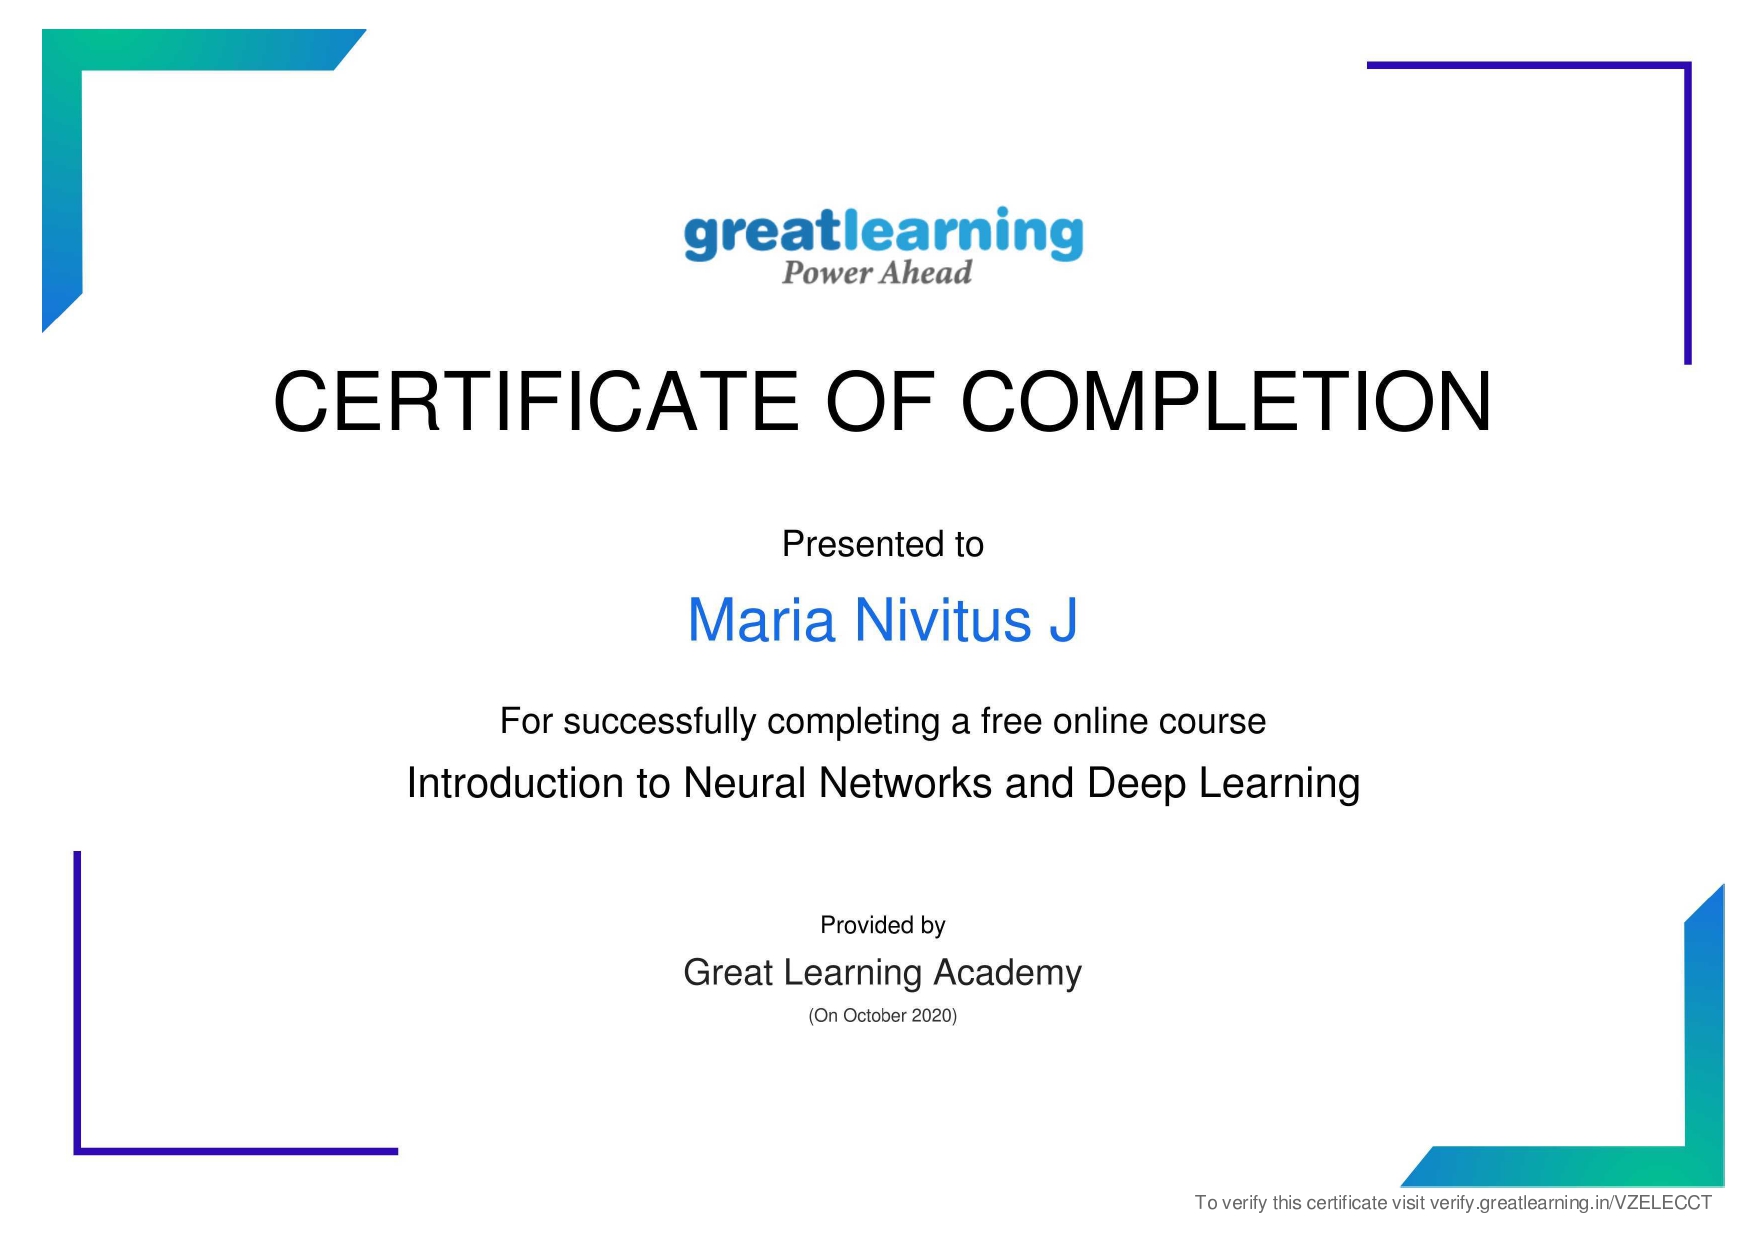 greatlearning
Power Ahead
CERTIFICATE OF COMPLETION
Presented to
Maria Nivitus J
For successfully completing a free online course
Introduction to Neural Networks and Deep Learning
Provided by
Great Learning Academy
(On October 2020)
To verify this certificate visit verify.greatlearning.in/VZELECCT